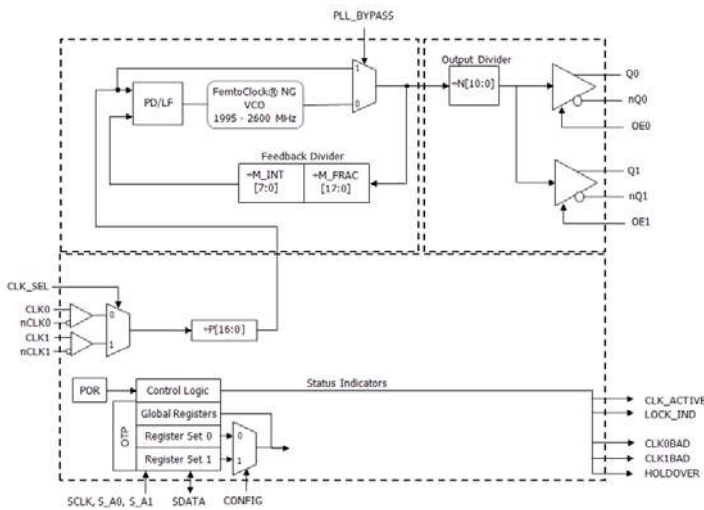 PLL_BYPASS
Output Divider
÷N[10:0]
Q0
nQ0
OE0
Q1
nQ1
OE1
1
0
PD/LF
FemtoClock® NG
VCO
1995 - 2600 MHz
Feedback Divider
÷M_INT
[7:0]
÷M_FRAC
[17:0]
CLK_SEL
CLK0
nCLK0
CLK1
nCLK1
0
1
÷P[16:0]
POR
Control Logic
Status Indicators
Global Registers
OTP
Register Set 0
Register Set 1
0
1
CLK_ACTIVE
LOCK_IND
CLK0BAD
CLK1BAD
HOLDOVER
SCLK, S_A0, S_A1
SDATA
CONFIG